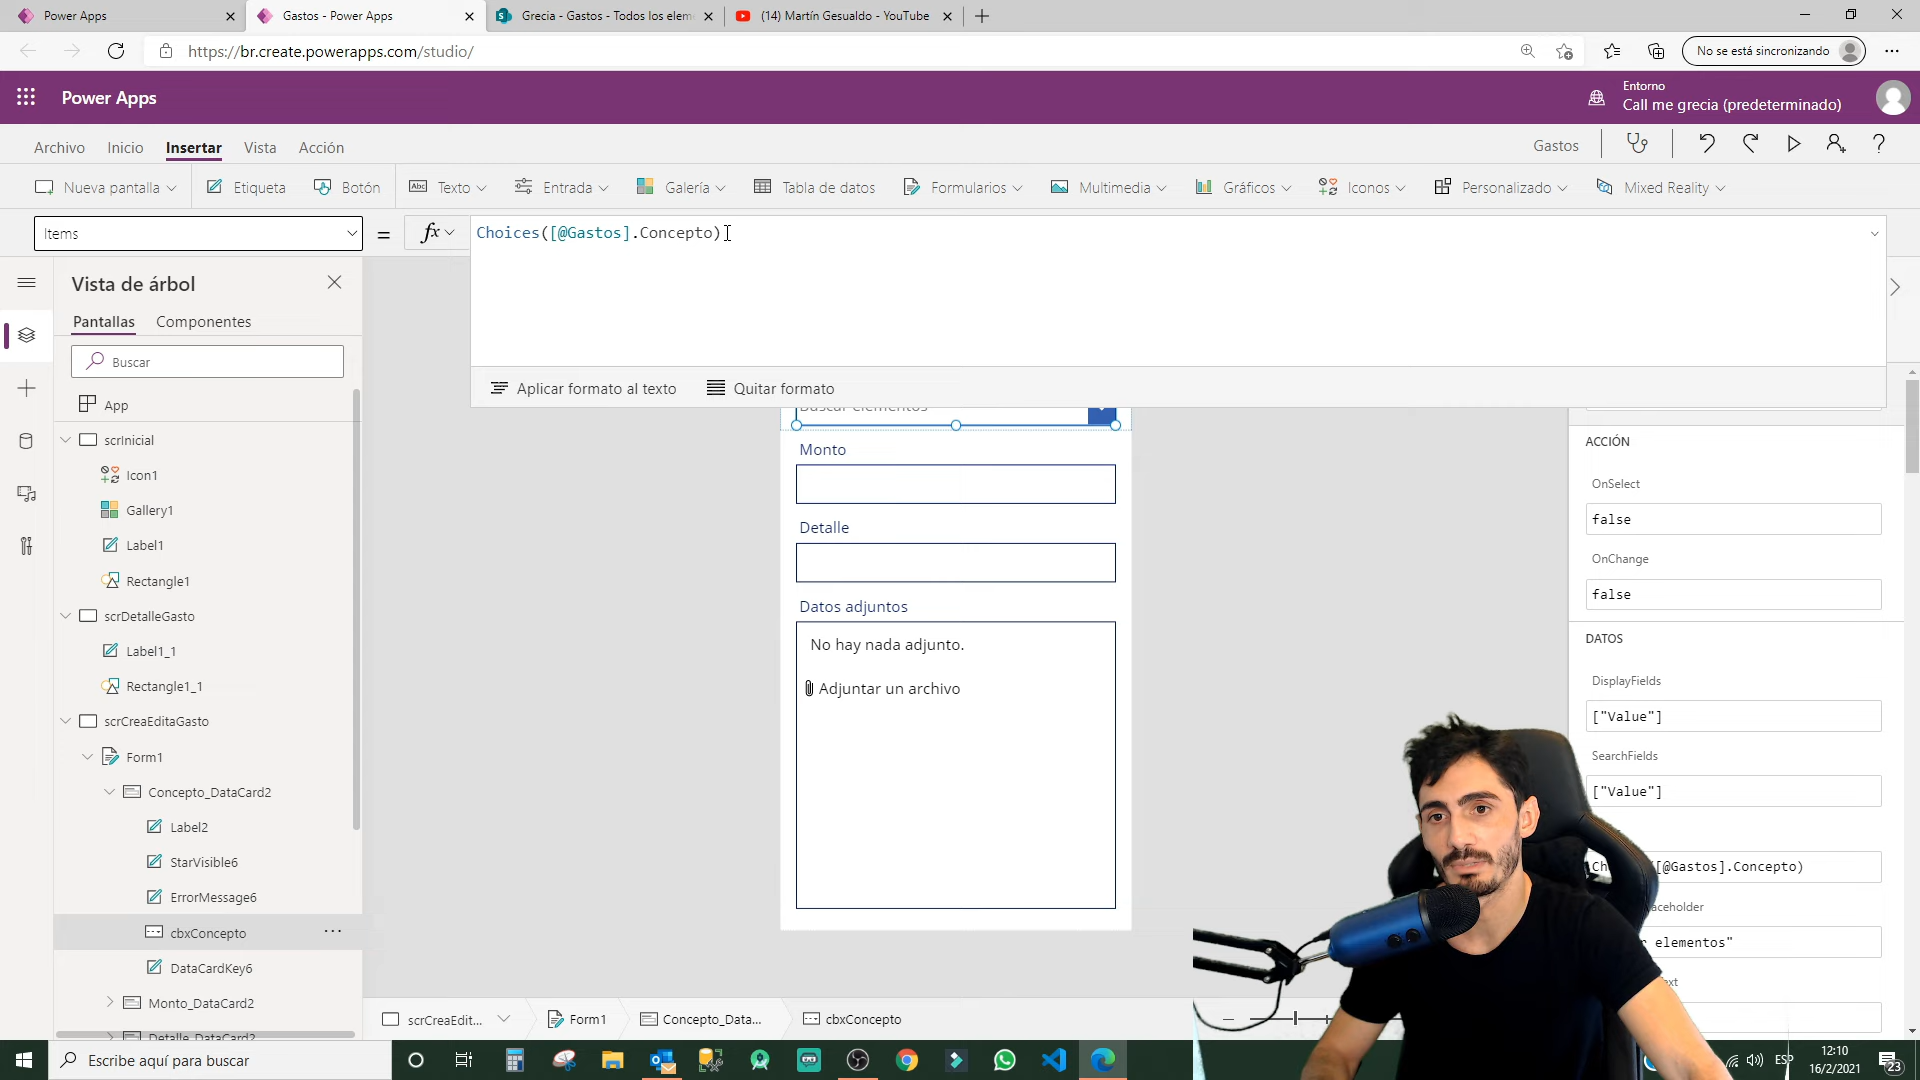 Power Apps
Gastos - Power Apps
Grecia - Gastos - Todos los elem
(14) Martín Gesualdo - YouTube
https://br.create.powerapps.com/studio/
No se está sincronizando
Power Apps
Entorno
Call me grecia (predeterminado)
Archivo
Inicio
Insertar
Vista
Acción
Gastos
Nueva pantalla
Etiqueta
Botón
Texto
Entrada
Galería
Tabla de datos
Formularios
Multimedia
Gráficos
Iconos
Personalizado
Mixed Reality
Items
=
fx
Choices([@Gastos].Concepto)
Aplicar formato al texto
Quitar formato
Vista de árbol
Pantallas
Componentes
Buscar
App
scrInicial
Icon1
Gallery1
Label1
Rectangle1
scrDetalleGasto
Label1_1
Rectangle1_1
scrCreaEditaGasto
Form1
Concepto_DataCard2
Label2
StarVisible6
ErrorMessage6
cbxConcepto
DataCardKey6
Monto_DataCard2
Detalle_DataCard2
Buscar elementos
Monto
Detalle
Datos adjuntos
No hay nada adjunto.
Adjuntar un archivo
ACCIÓN
OnSelect
false
OnChange
false
DATOS
DisplayFields
["Value"]
SearchFields
["Value"]
[@Gastos].Concepto)
aceholder
elementos"
scrCreaEdit...
Form1
Concepto_Data...
cbxConcepto
Escribe aquí para buscar
ESP
12:10
16/2/2021
23